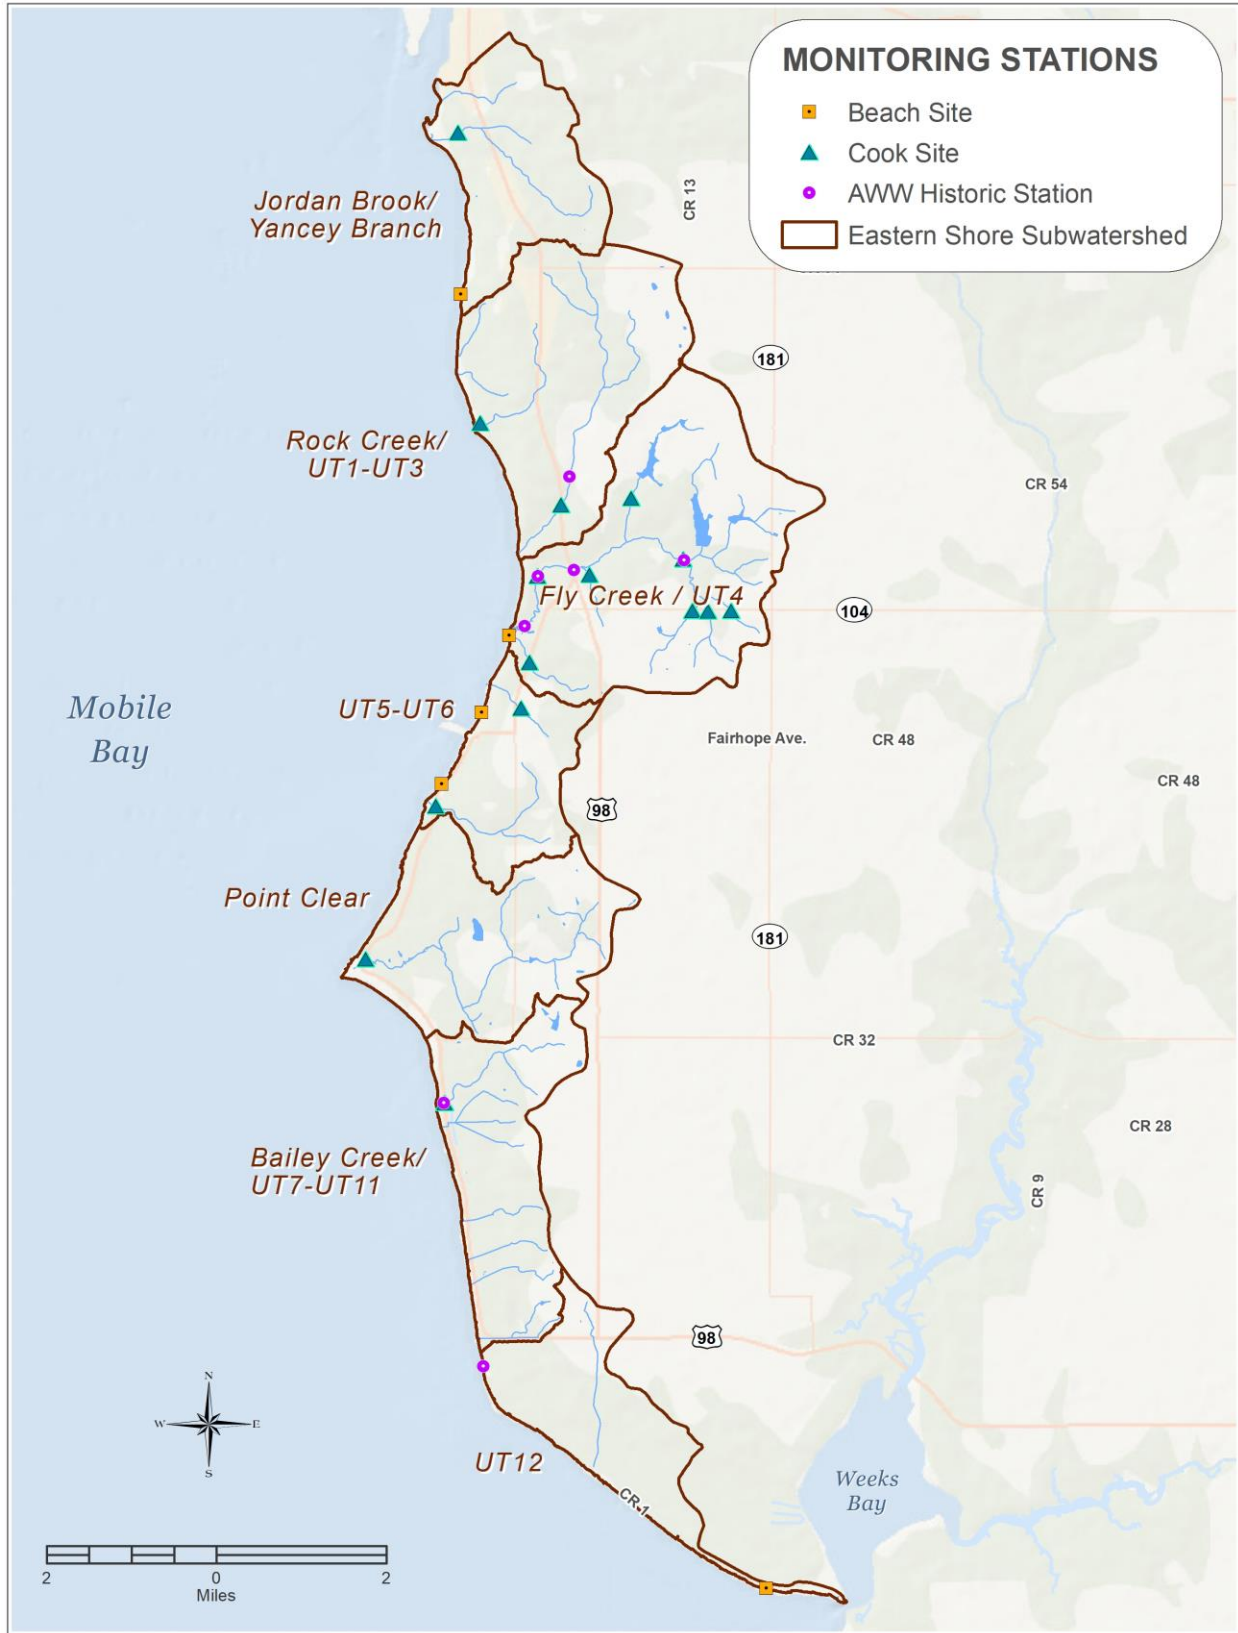 MONITORING STATIONS
Beach Site
Cook Site
AWW Historic Station
Eastern Shore Subwatershed
CR 13
Jordan Brook/
Yancey Branch
181
Rock Creek/
UT1-UT3
CR 54
Fly Creek / UT4
104
Mobile
Bay
UT5-UT6
Fairhope Ave.
CR 48
CR 48
98
Point Clear
181
CR 32
CR 28
Bailey Creek/
UT7-UT11
CR 9
98
N
W
E
S
UT12
Weeks
Bay
CR 1
2
0
2
Miles